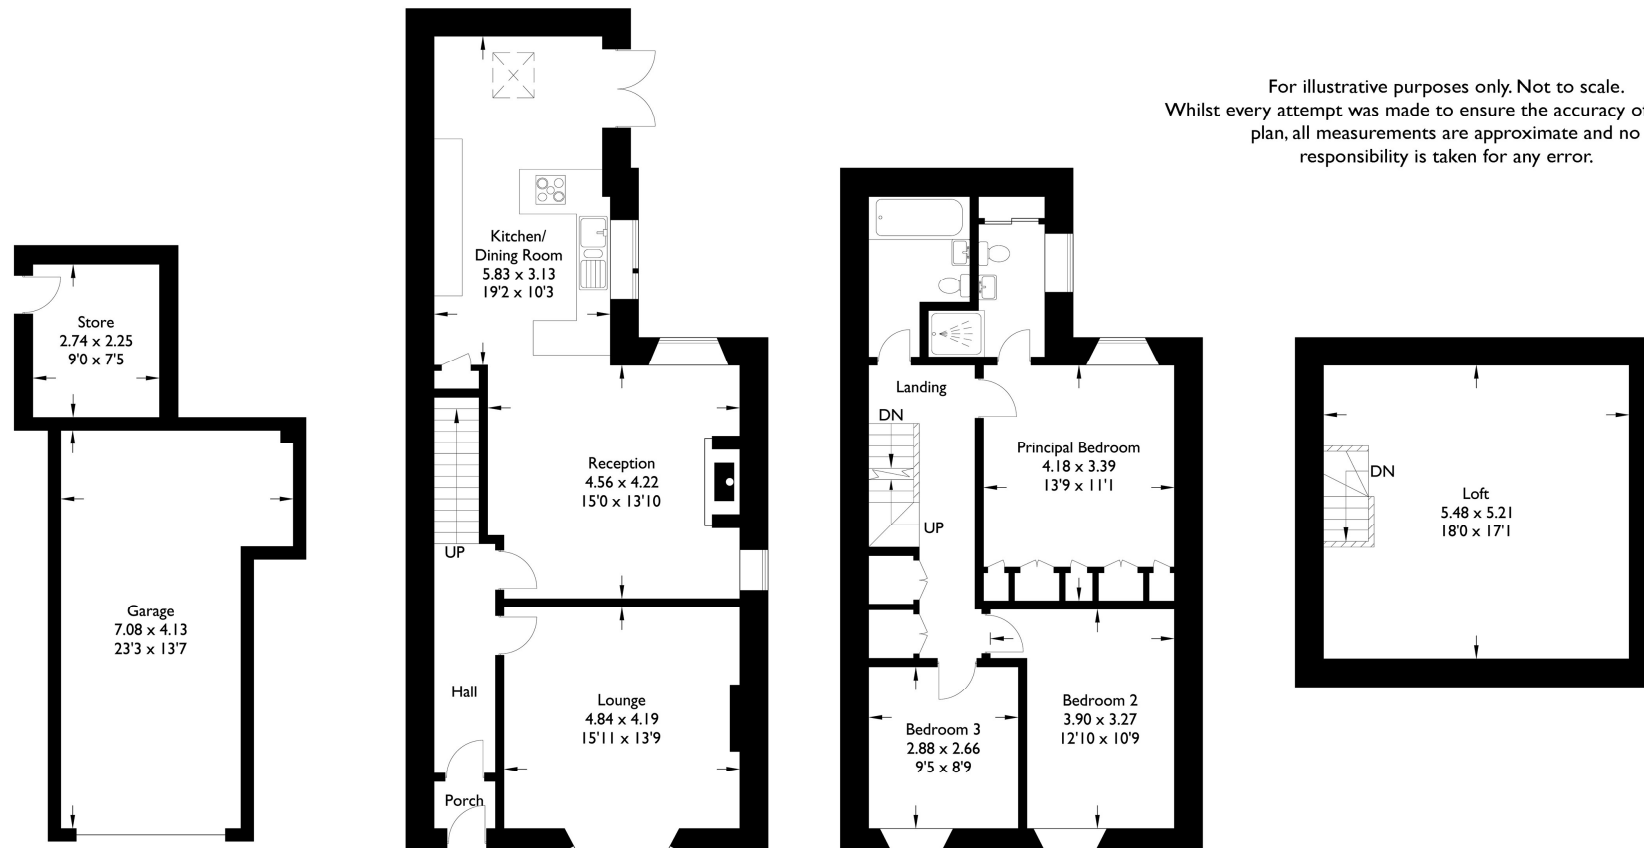 For illustrative purposes only. Not to scale.
Whilst every attempt was made to ensure the accuracy
plan, all measurements are approximate and no
responsibility is taken for any error.
Store
2.74 x 2.25
9'0 x 7'5
Garage
7.08 x 4.13
23'3 x 13'7
Kitchen/
Dining Room
5.83 x 3.13
19'2 x 10'3
Reception
4.56 x 4.22
15'0 x 13'10
UP
Hall
Lounge
4.84 x 4.19
15'11 x 13'9
Porch
Landing
DN
UP
Principal Bedroom
4.18 x 3.39
13'9 x 11'1
Bedroom 2
3.90 x 3.27
12'10 x 10'9
Bedroom 3
2.88 x 2.66
9'5 x 8'9
DN
Loft
5.48 x 5.21
18'0 x 17'1